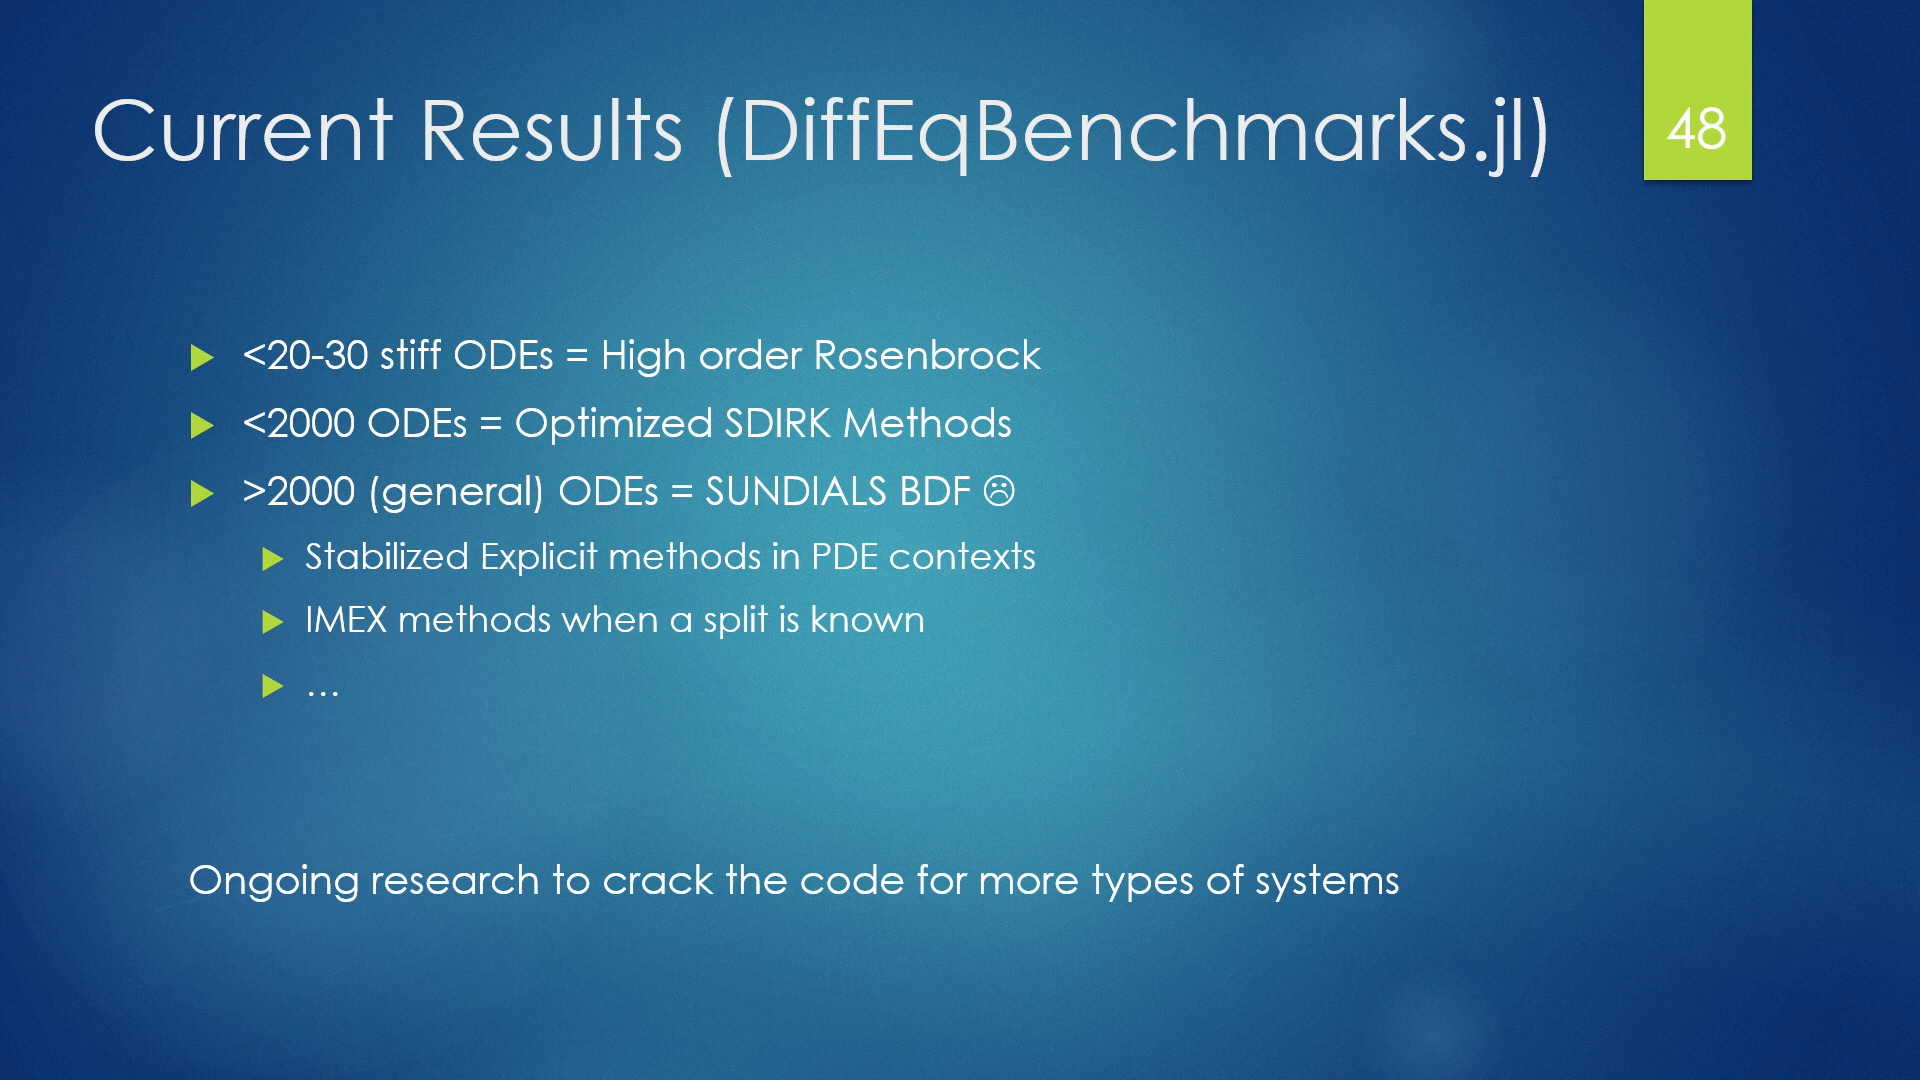 Current Results (DiffEqBenchmarks.jl)
48
<20-30 stiff ODEs = High order Rosenbrock
<2000 ODEs = Optimized SDIRK Methods
>2000 (general) ODEs = SUNDIALS BDF ☹
Stabilized Explicit methods in PDE contexts
IMEX methods when a split is known
…
Ongoing research to crack the code for more types of systems